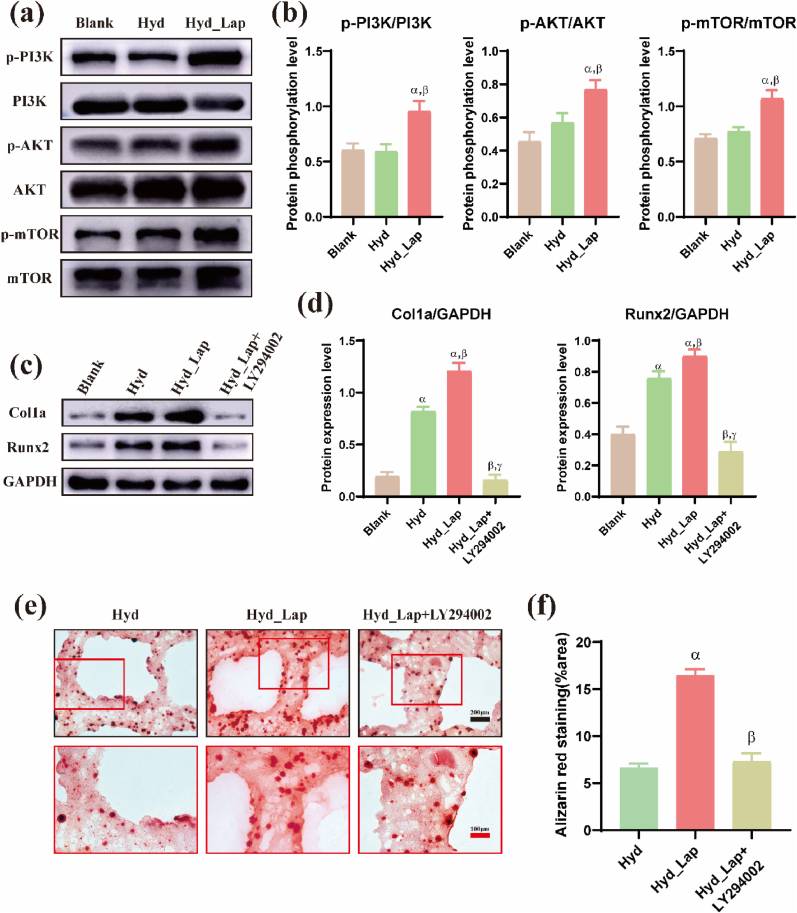 (a)
Blank Hyd Hyd_Lap
p-PI3K
PI3K
p-AKT
AKT
p-mTOR
mTOR
(b)
p-PI3K/PI3K
Protein phosphorylation level
1.5
1.0
0.5
0.0
α,β
Blank
Hyd
Hyd_Lap
p-AKT/AKT
Protein phosphorylation level
1.0
0.8
0.6
0.4
0.2
0.0
α,β
Blank
Hyd
Hyd_Lap
p-mTOR/mTOR
Protein phosphorylation level
1.5
1.0
0.5
0.0
α,β
Blank
Hyd
Hyd_Lap
(c)
Blank
Hyd
Hyd_Lap
Hyd_Lap+
LY294002
Col1a
Runx2
GAPDH
(d)
Col1a/GAPDH
Protein expression level
1.5
1.0
0.5
0.0
α
α,β
β,γ
Blank
Hyd
Hyd_Lap
Hyd_Lap+
LY294002
Runx2/GAPDH
Protein expression level
1.0
0.8
0.6
0.4
0.2
0.0
α
α,β
β,γ
Blank
Hyd
Hyd_Lap
Hyd_Lap+
LY294002
(e)
Hyd Hyd_Lap Hyd_Lap+LY294002
200μm
100μm
(f)
Alizarin red staining(%area)
20
15
10
5
0
α
β
Hyd
Hyd_Lap
Hyd_Lap+
LY294002